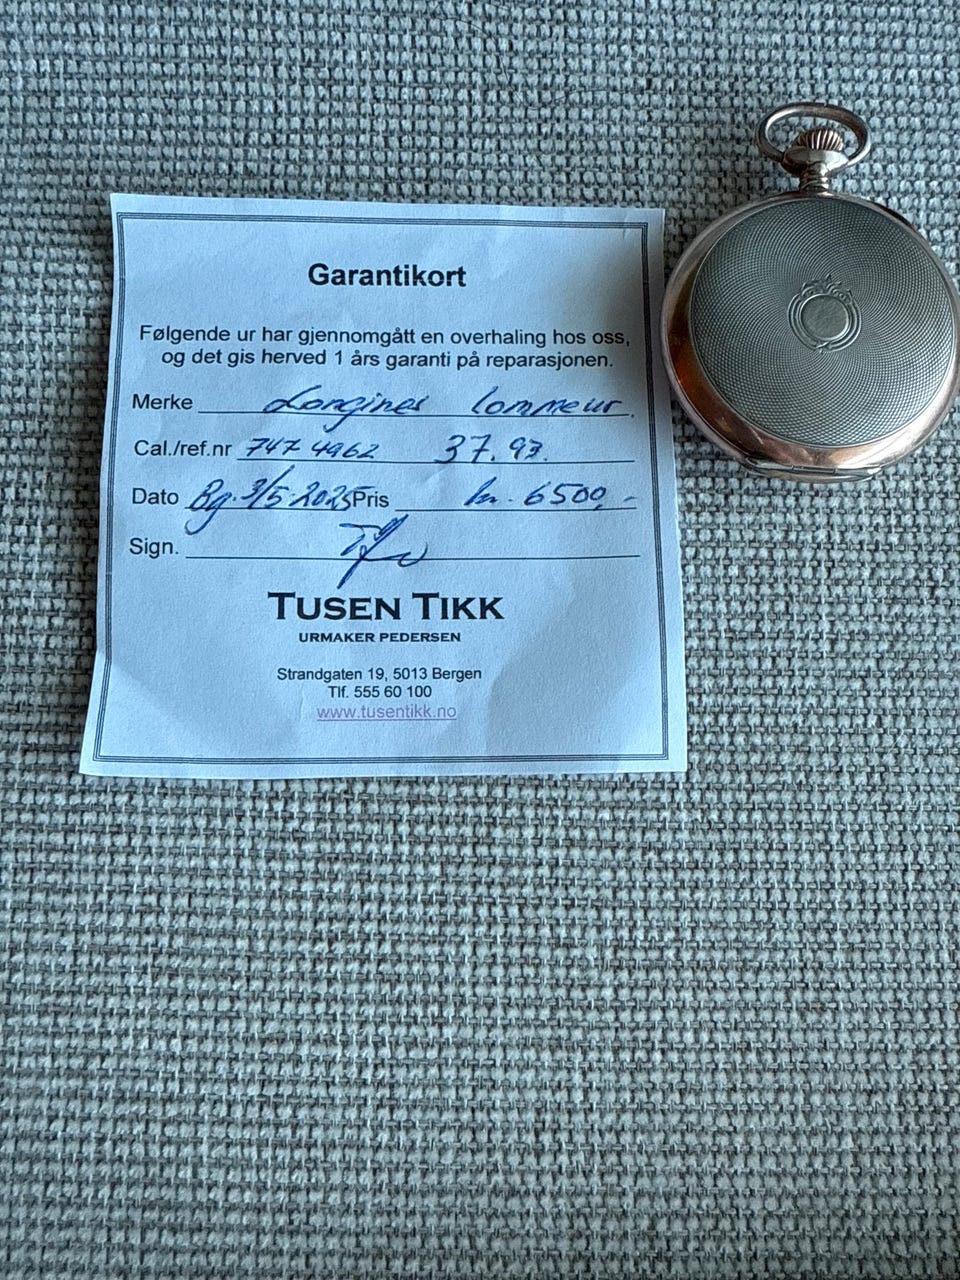 Garantikort
Følgende ur har gjennomgått en overhaling hos oss,
og det gis herved 1 års garanti på reparasjonen.
Merke Longines lommeur.
Cal./ref.nr 747 4962 37.93.
Dato Bg. 3/5-2025 Pris kr. 6500,-
Sign.
TUSEN TIKK
URMAKER PEDERSEN
Strandgaten 19, 5013 Bergen
Tlf. 555 60 100
www.tusentikk.no